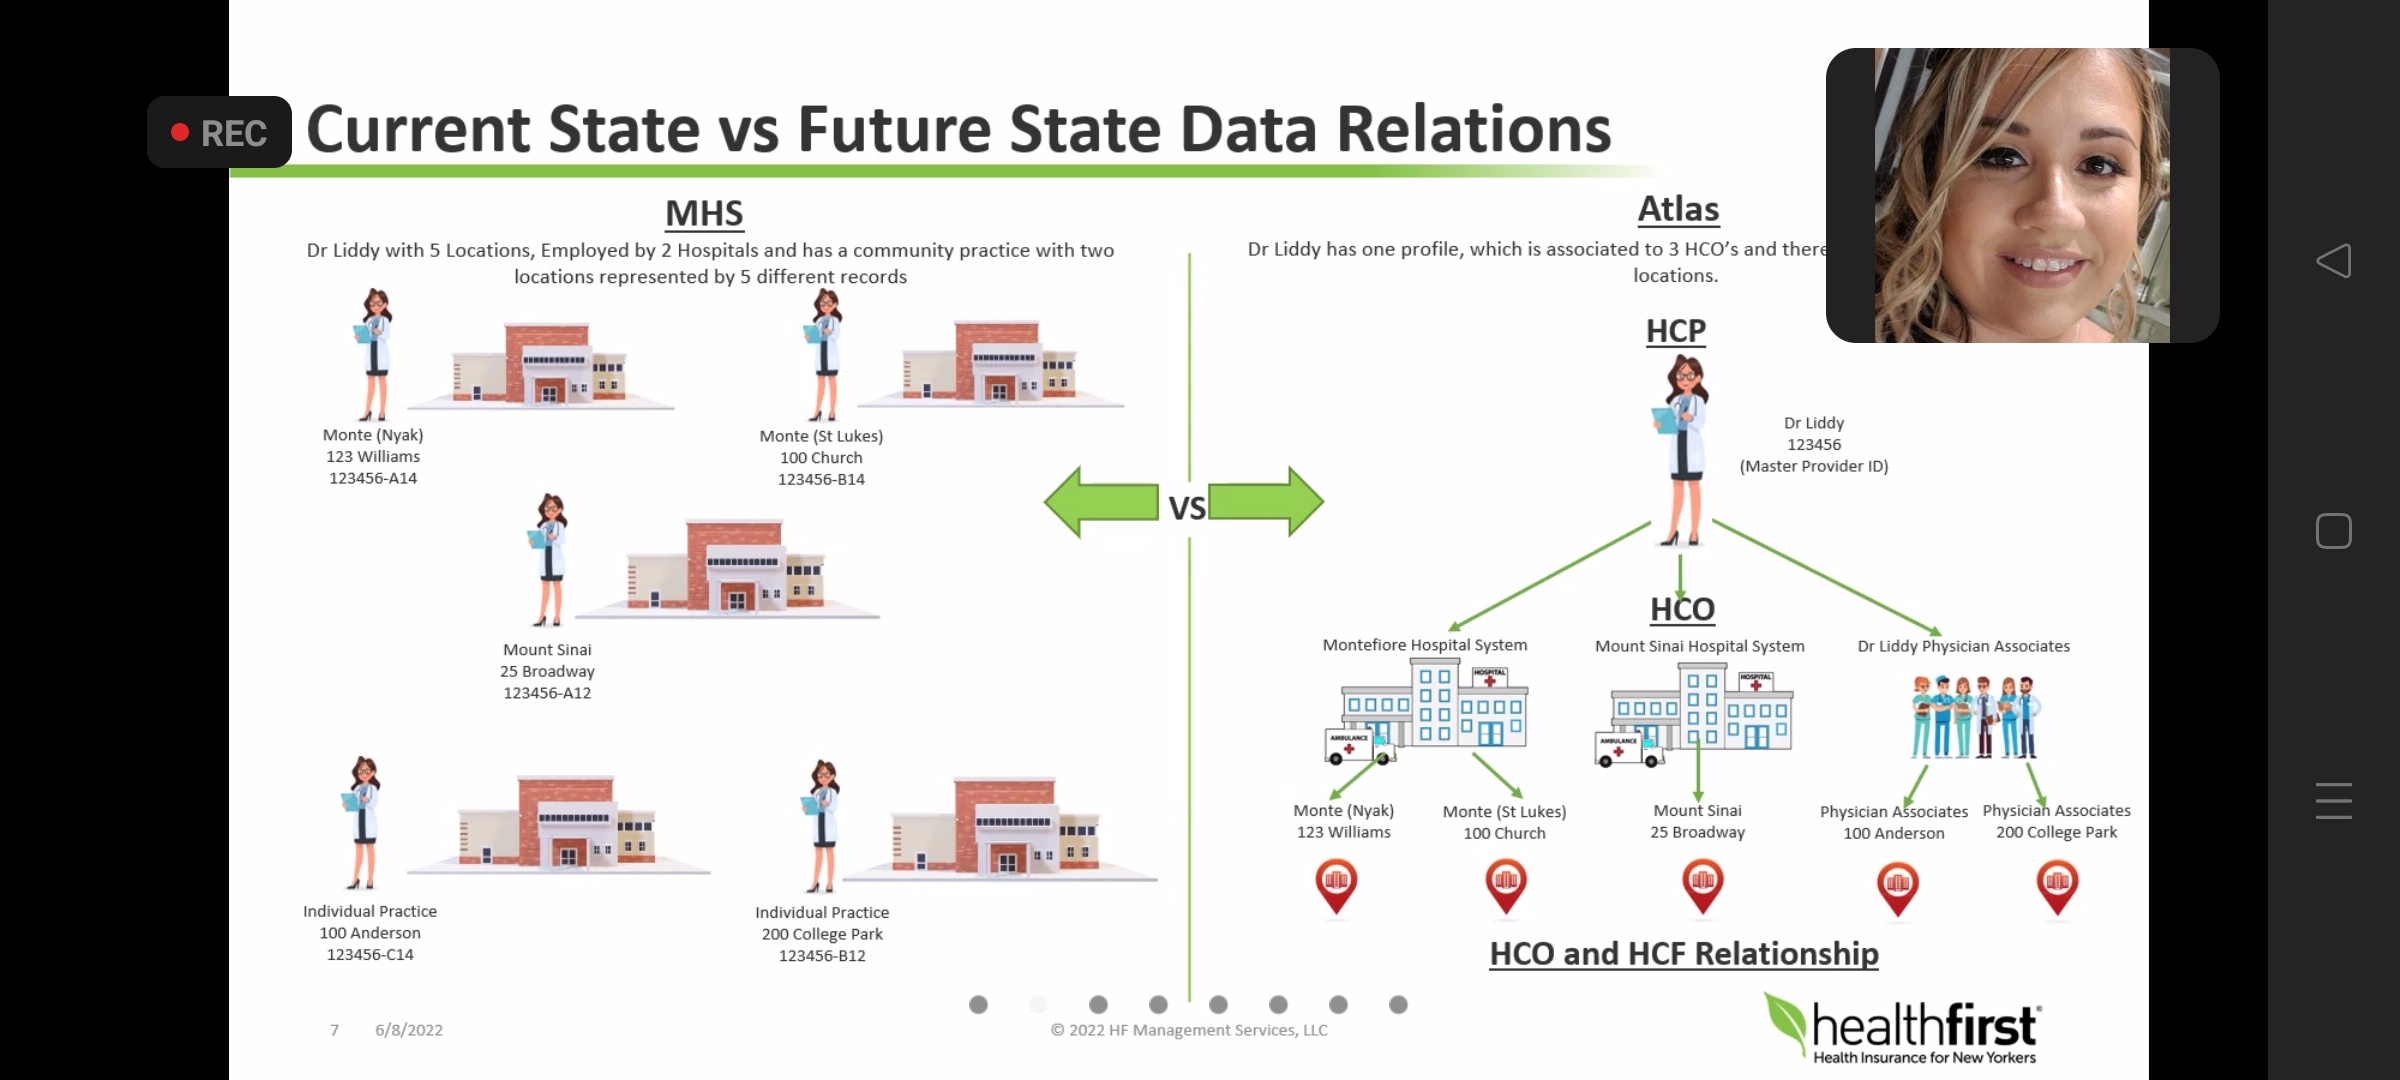 REC
Current State vs Future State Data Relations
MHS
Dr Liddy with 5 Locations, Employed by 2 Hospitals and has a community practice with two
locations represented by 5 different records
Monte (Nyak)
123 Williams
123456-A14
Monte (St Lukes)
100 Church
123456-B14
Mount Sinai
25 Broadway
123456-A12
Individual Practice
100 Anderson
123456-C14
Individual Practice
200 College Park
123456-B12
VS
Atlas
Dr Liddy has one profile, which is associated to 3 HCO's and there
locations.
HCP
Dr Liddy
123456
(Master Provider ID)
HCO
Montefiore Hospital System
Mount Sinai Hospital System
Dr Liddy Physician Associates
HOSPITAL
AMBULANCE
HOSPITAL
AMBULANCE
Monte (Nyak)
123 Williams
Monte (St Lukes)
100 Church
Mount Sinai
25 Broadway
Physician Associates
100 Anderson
Physician Associates
200 College Park
HCO and HCF Relationship
7 6/8/2022
© 2022 HF Management Services, LLC
healthfirst®
Health Insurance for New Yorkers